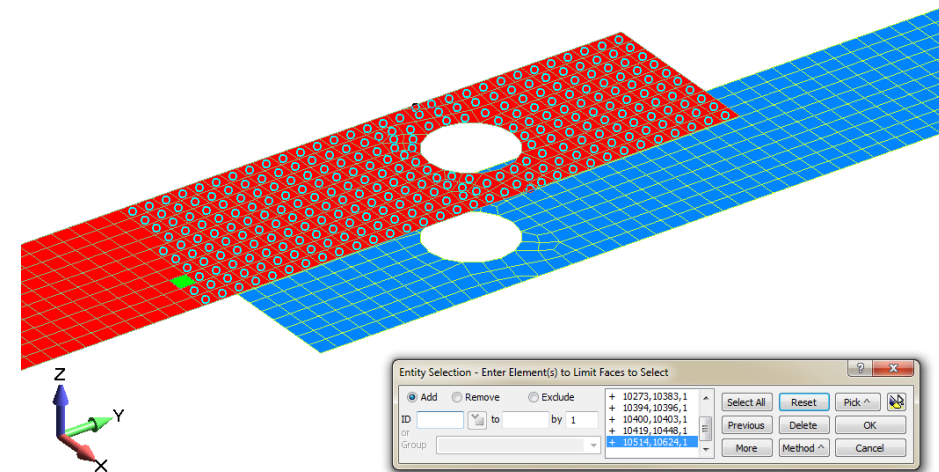 Z
Y
X
Entity Selection - Enter Element(s) to Limit Faces to Select
Add Remove Exclude
ID to by 1
or
Group
+ 10273,10383,1
+ 10394,10396,1
+ 10400,10403,1
+ 10419,10448,1
+ 10514,10624,1
Select All Reset Pick ^
Previous Delete OK
More Method ^ Cancel